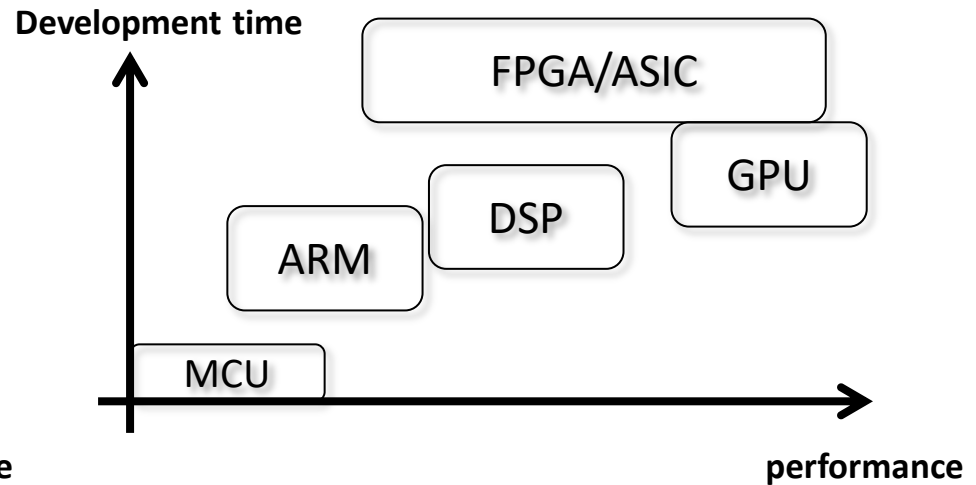 Development time
FPGA/ASIC
GPU
DSP
ARM
MCU
e
performance